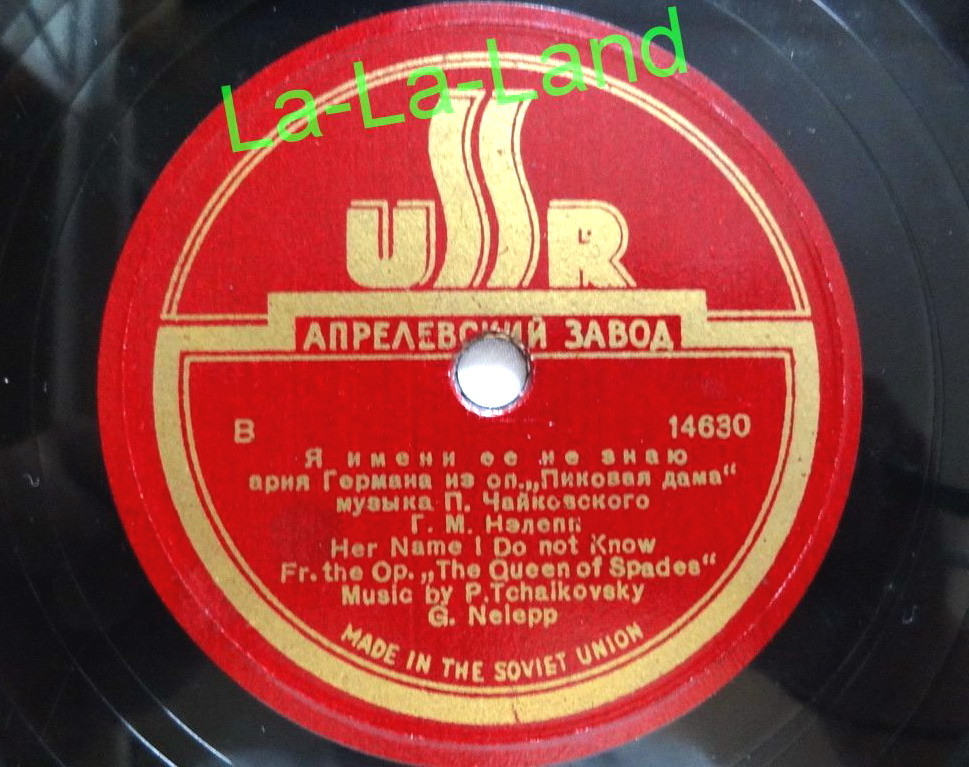 La-La-Land
USSR
АПРЕЛЕВСКИЙ ЗАВОД
В 14630
Я имени ее не знаю
ария Германа из оп. „Пиковая дама“
музыка П. Чайковского
Г. М. Нэлепп
Her Name I Do not Know
Fr. the Op. „The Queen of Spades“
Music by P. Tchaikovsky
G. Nelepp
MADE IN THE SOVIET UNION